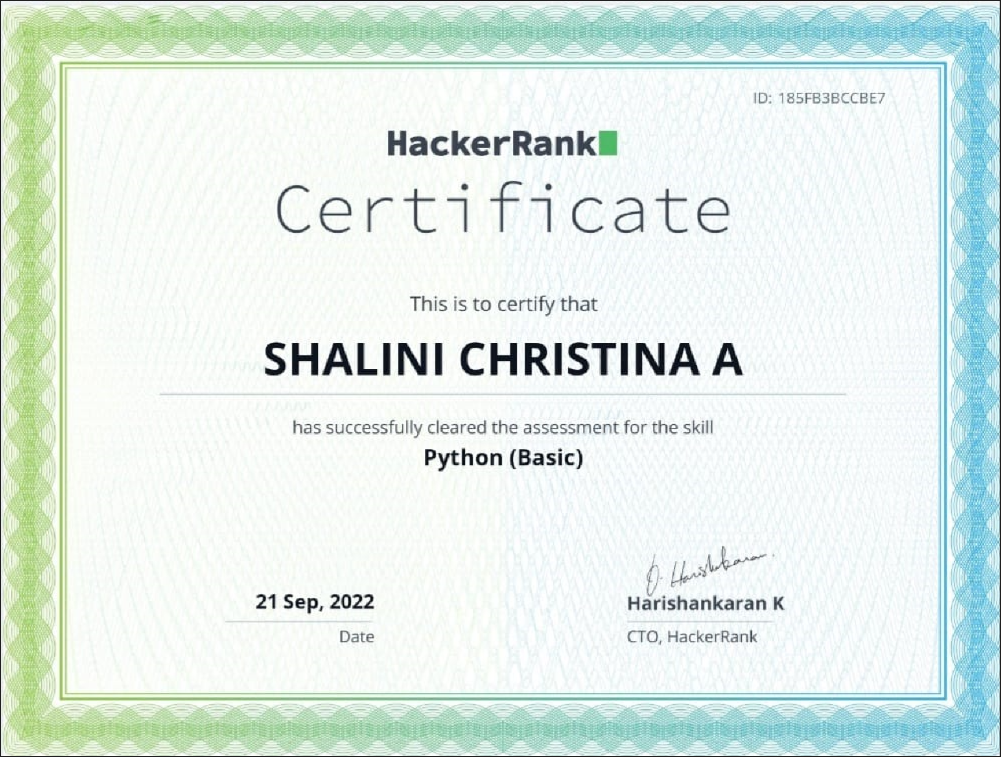 ID: 185FB3BCCBE7
HackerRank
Certificate
This is to certify that
SHALINI CHRISTINA A
has successfully cleared the assessment for the skill
Python (Basic)
21 Sep, 2022
Date
Harishankaran K
CTO, HackerRank